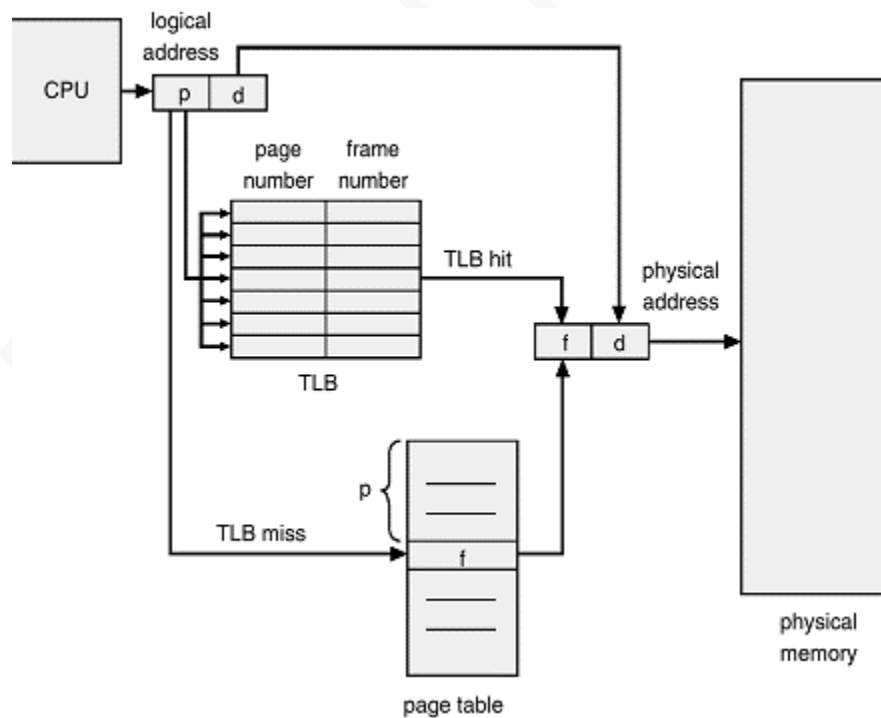 logical
address
CPU
p
d
page
number
frame
number
TLB hit
physical
address
f
d
TLB
p
TLB miss
f
physical
memory
page table